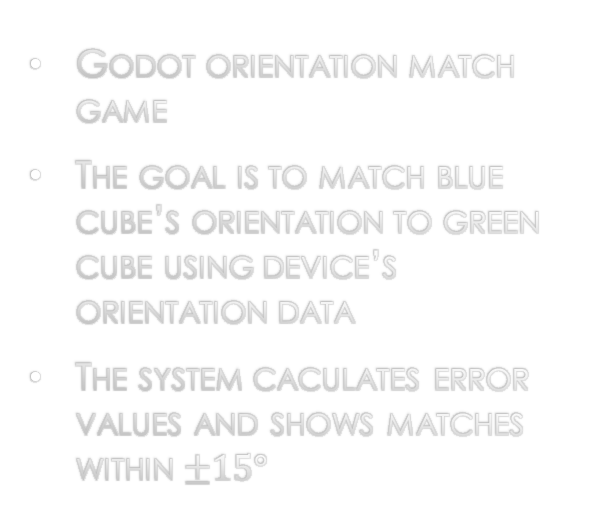 • GODOT ORIENTATION MATCH
GAME
• THE GOAL IS TO MATCH BLUE
CUBE'S ORIENTATION TO GREEN
CUBE USING DEVICE'S
ORIENTATION DATA
• THE SYSTEM CACULATES ERROR
VALUES AND SHOWS MATCHES
WITHIN ±15°